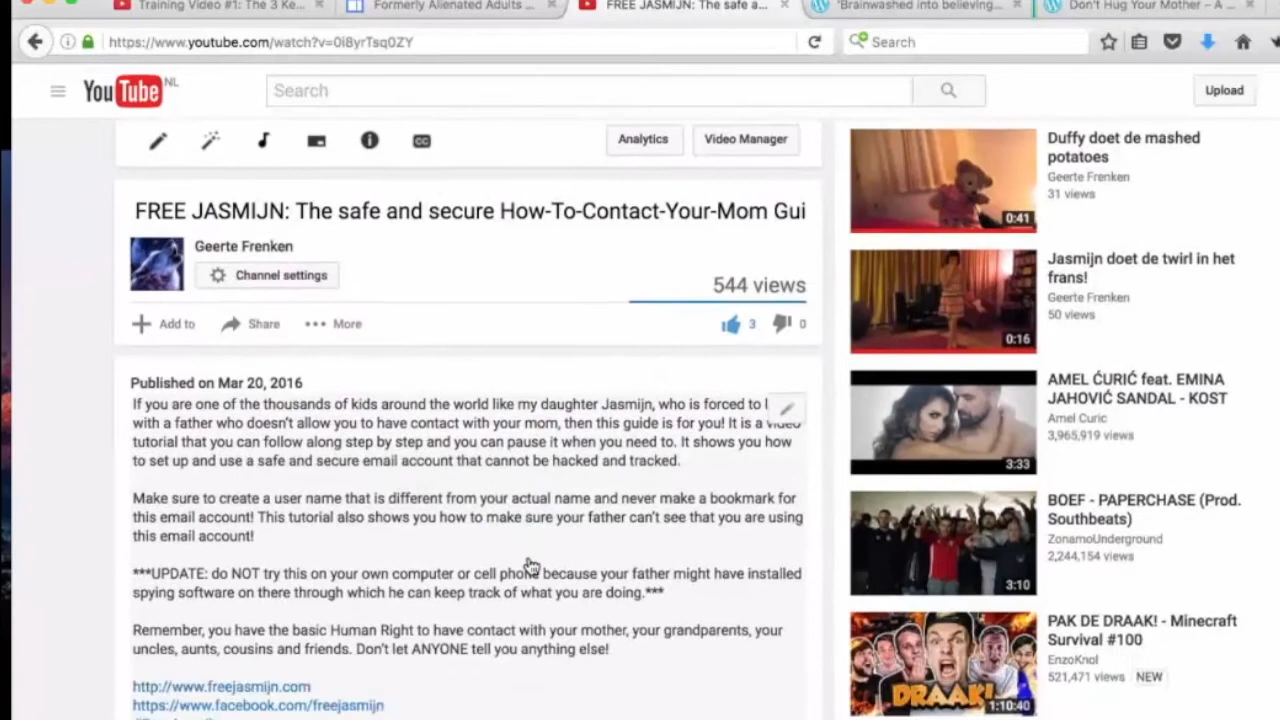 Training Video #1: The 3 Ke...
Formerly Alienated Adults ...
FREE JASMIJN: The safe a...
"Brainwashed into believing...
Don't Hug Your Mother – A ...
https://www.youtube.com/watch?v=0i8yrTsq0ZY
Search
YouTube NL
Search
Upload
Analytics
Video Manager
FREE JASMIJN: The safe and secure How-To-Contact-Your-Mom Gui
Geerte Frenken
Channel settings
544 views
Add to
Share
More
3
0
Published on Mar 20, 2016
If you are one of the thousands of kids around the world like my daughter Jasmijn, who is forced to l
with a father who doesn't allow you to have contact with your mom, then this guide is for you! It is a video
tutorial that you can follow along step by step and you can pause it when you need to. It shows you how
to set up and use a safe and secure email account that cannot be hacked and tracked.
Make sure to create a user name that is different from your actual name and never make a bookmark for
this email account! This tutorial also shows you how to make sure your father can't see that you are using
this email account!
***UPDATE: do NOT try this on your own computer or cell phone because your father might have installed
spying software on there through which he can keep track of what you are doing.***
Remember, you have the basic Human Right to have contact with your mother, your grandparents, your
uncles, aunts, cousins and friends. Don't let ANYONE tell you anything else!
http://www.freejasmijn.com
https://www.facebook.com/freejasmijn
0:41
Duffy doet de mashed
potatoes
Geerte Frenken
31 views
0:16
Jasmijn doet de twirl in het
frans!
Geerte Frenken
50 views
3:33
AMEL ĆURIĆ feat. EMINA
JAHOVIĆ SANDAL - KOST
Amel Curic
3,965,919 views
3:10
BOEF - PAPERCHASE (Prod.
Southbeats)
ZonamoUnderground
2,244,154 views
DRAAK!
1:10:40
PAK DE DRAAK! - Minecraft
Survival #100
EnzoKnol
521,471 views NEW